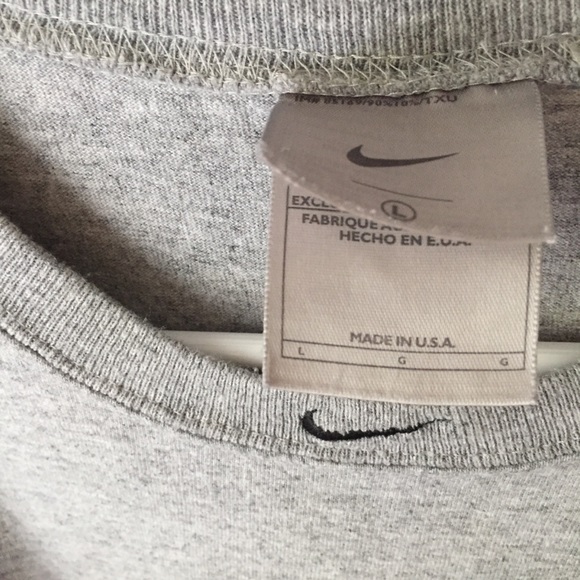 L
EXCL
FABRIQUE A
HECHO EN E.U.A.
MADE IN U.S.A.
L G G